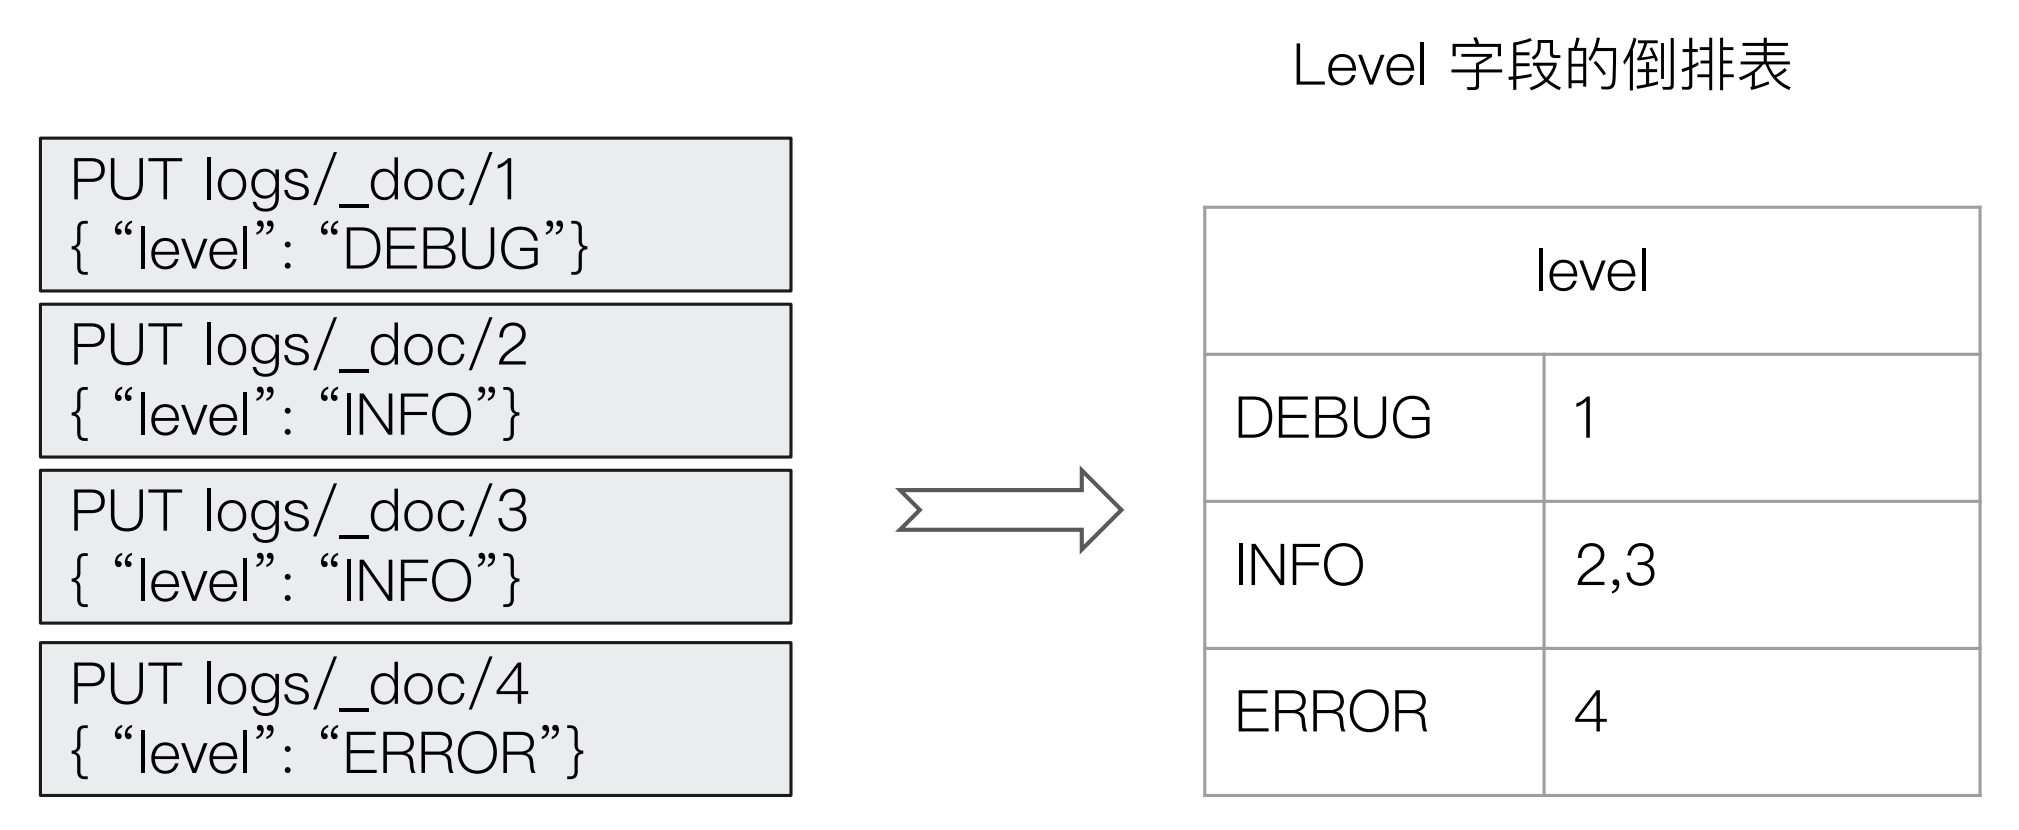 Level 字段的倒排表
PUT logs/_doc/1
{ “level”: “DEBUG”}
PUT logs/_doc/2
{ “level”: “INFO”}
PUT logs/_doc/3
{ “level”: “INFO”}
PUT logs/_doc/4
{ “level”: “ERROR”}
level
DEBUG 1
INFO 2,3
ERROR 4